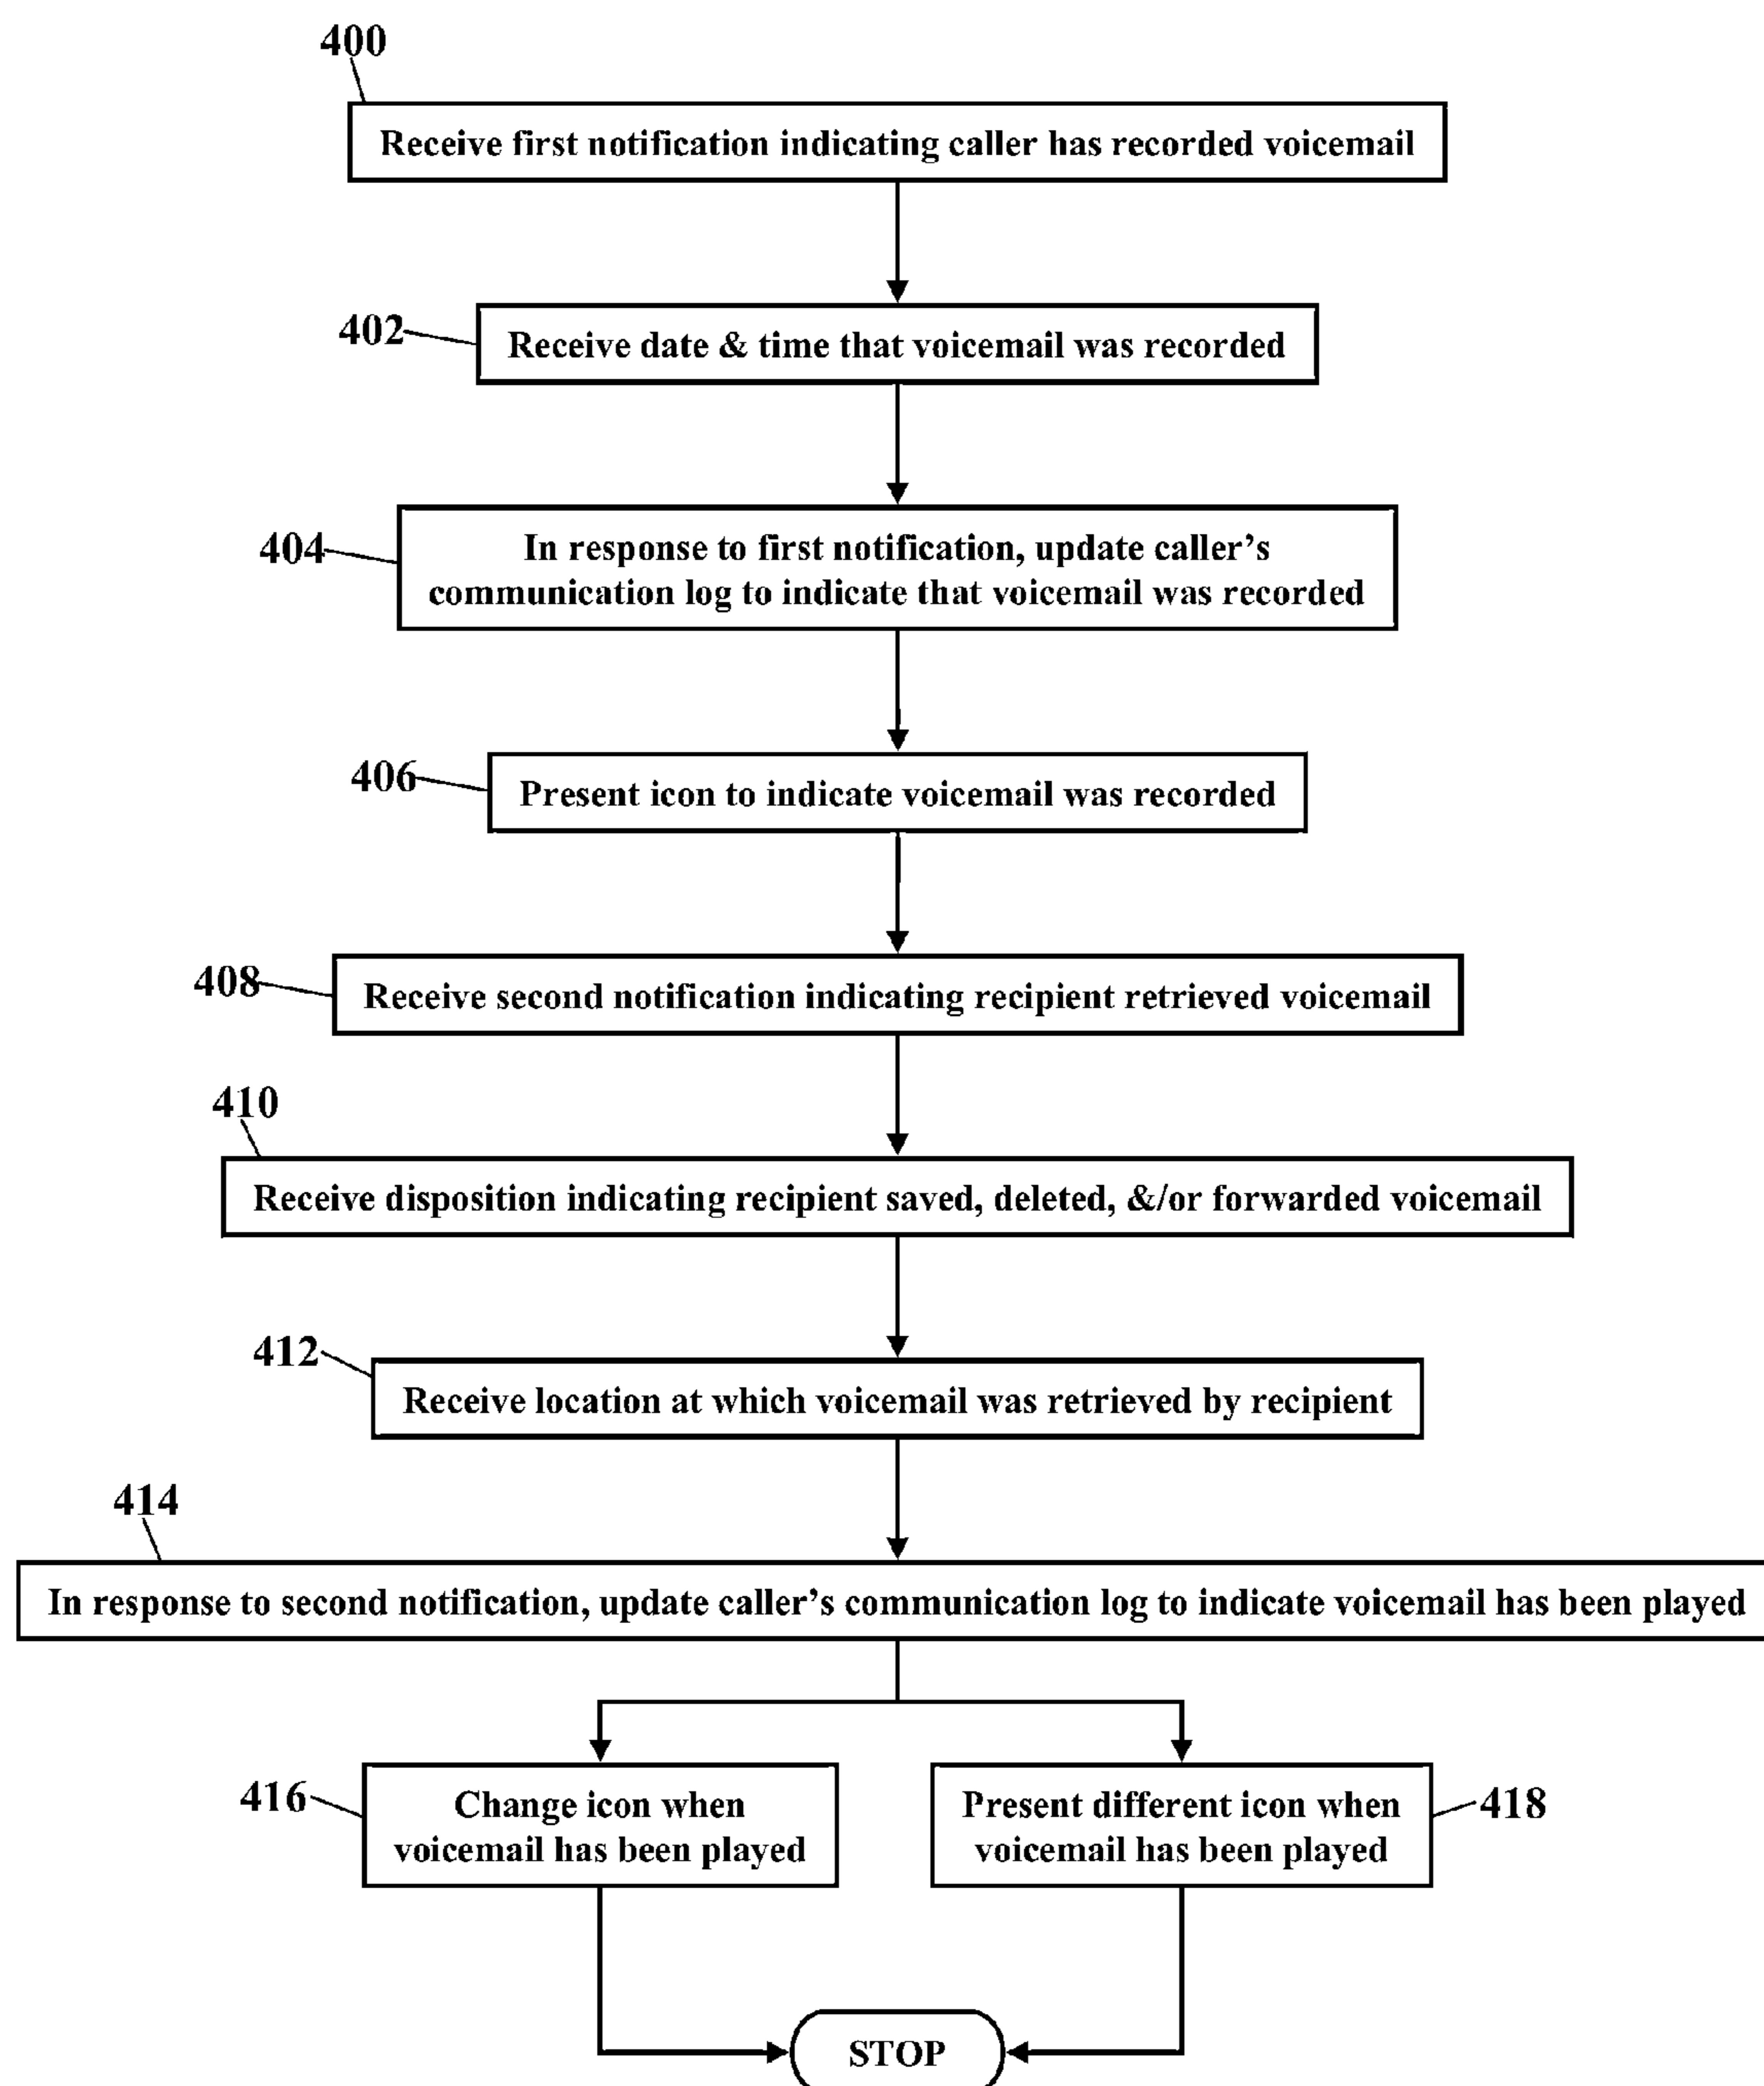 400
Receive first notification indicating caller has recorded voicemail
402
Receive date & time that voicemail was recorded
404
In response to first notification, update caller's
communication log to indicate that voicemail was recorded
406
Present icon to indicate voicemail was recorded
408
Receive second notification indicating recipient retrieved voicemail
410
Receive disposition indicating recipient saved, deleted, &/or forwarded voicemail
412
Receive location at which voicemail was retrieved by recipient
414
In response to second notification, update caller's communication log to indicate voicemail has been played
416
Change icon when
voicemail has been played
Present different icon when
voicemail has been played
418
STOP